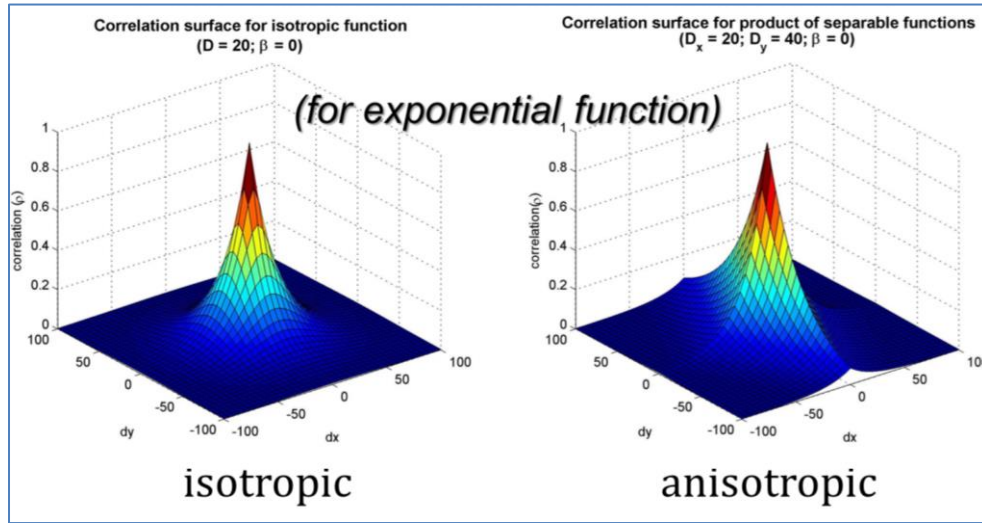 Correlation surface for isotropic function
(D = 20; β = 0)
Correlation surface for product of separable functions
(D_x = 20; D_y = 40; β = 0)
(for exponential function)
1
0.8
0.6
0.4
0.2
0
correlation (ρ)
100
50
0
-50
-100
dy
-100
-50
0
50
100
dx
1
0.8
0.6
0.4
0.2
0
correlation(ρ)
100
50
0
-50
-100
dy
-100
-50
0
50
10
dx
isotropic
anisotropic